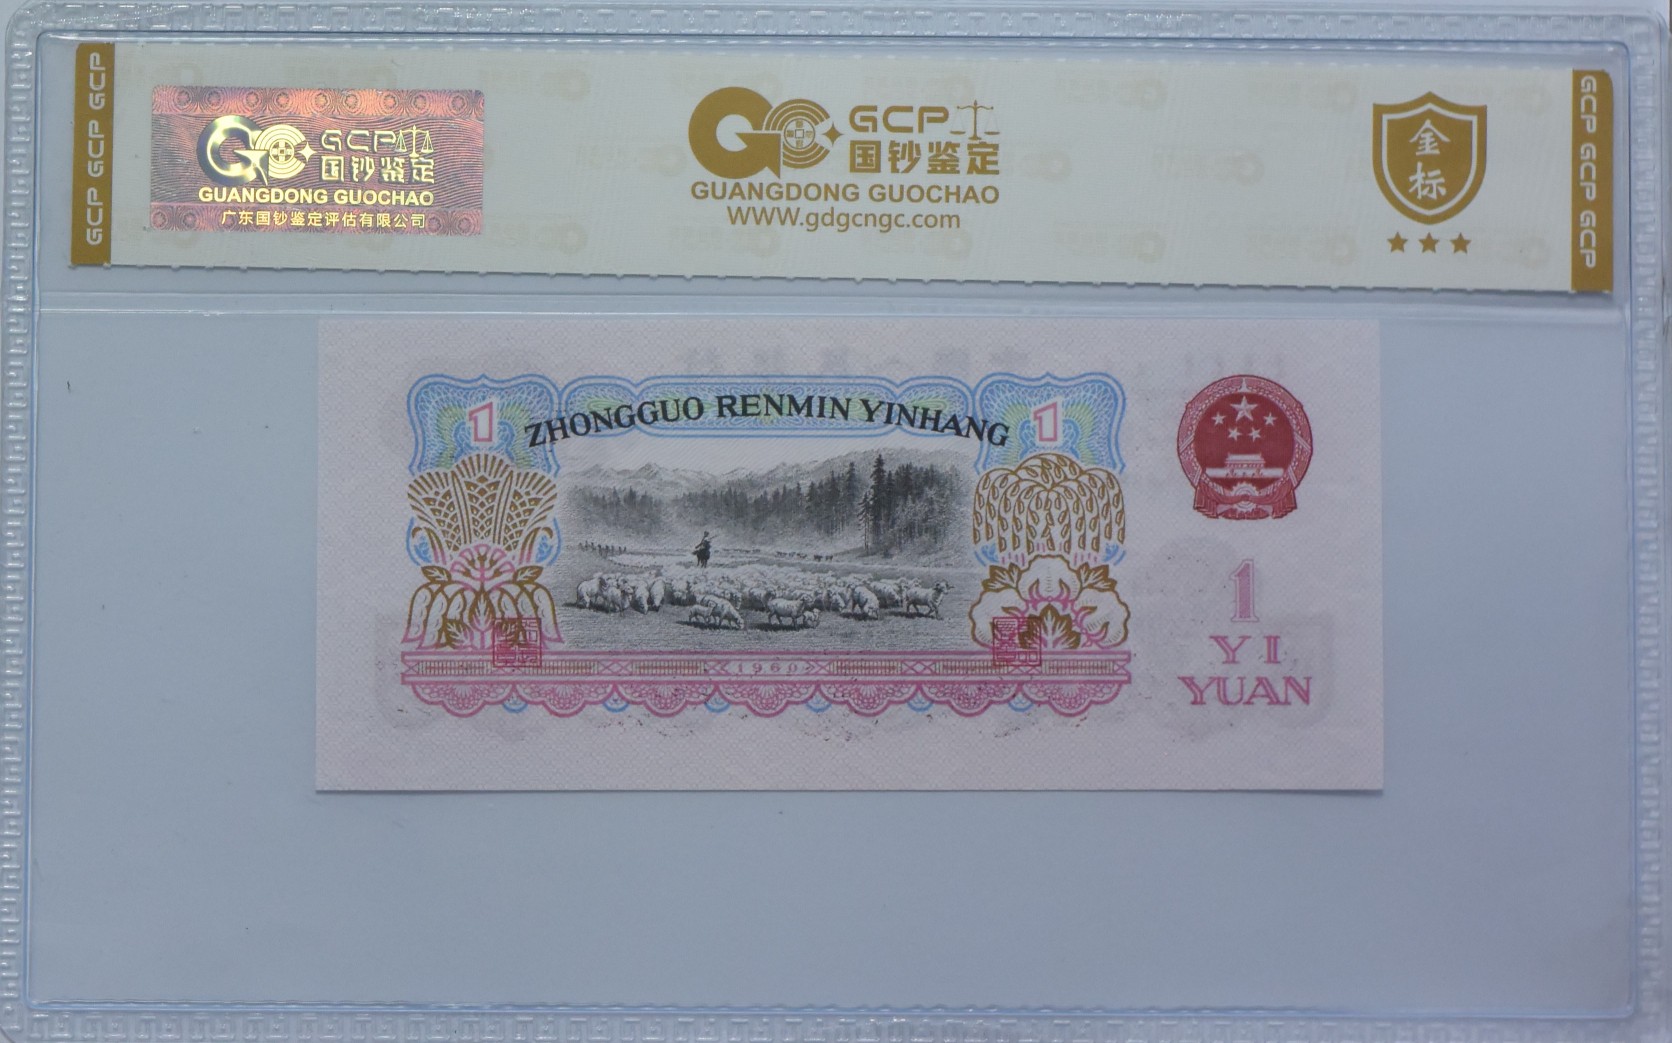 GCP GCP GCP
GCP
国钞鉴定
GUANGDONG GUOCHAO
广东国钞鉴定评估有限公司
GCP
国钞鉴定
GUANGDONG GUOCHAO
WWW.gdgcngc.com
金标
GCP GCP GCP
1
ZHONGGUO RENMIN YINHANG
1
1960
1
YI
YUAN